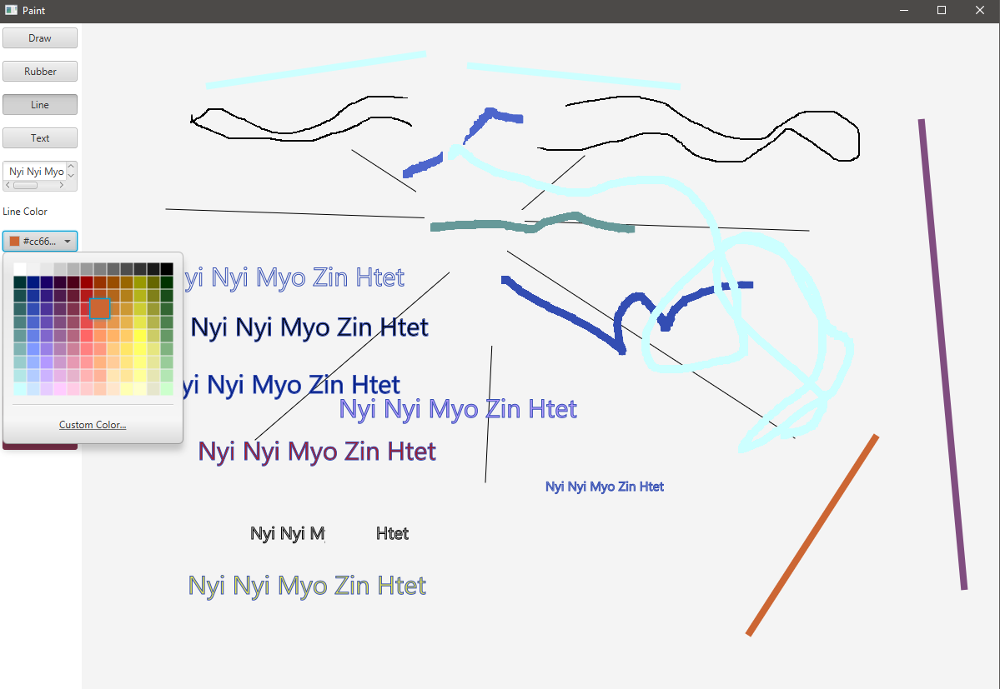 Paint
Draw
Rubber
Line
Text
Nyi Nyi Myo
Line Color
#cc66...
Custom Color...
yi Nyi Myo Zin Htet
Nyi Nyi Myo Zin Htet
yi Nyi Myo Zin Htet
Nyi Nyi Myo Zin Htet
Nyi Nyi Myo Zin Htet
Nyi Nyi Myo Zin Htet
Nyi Nyi M Htet
Nyi Nyi Myo Zin Htet